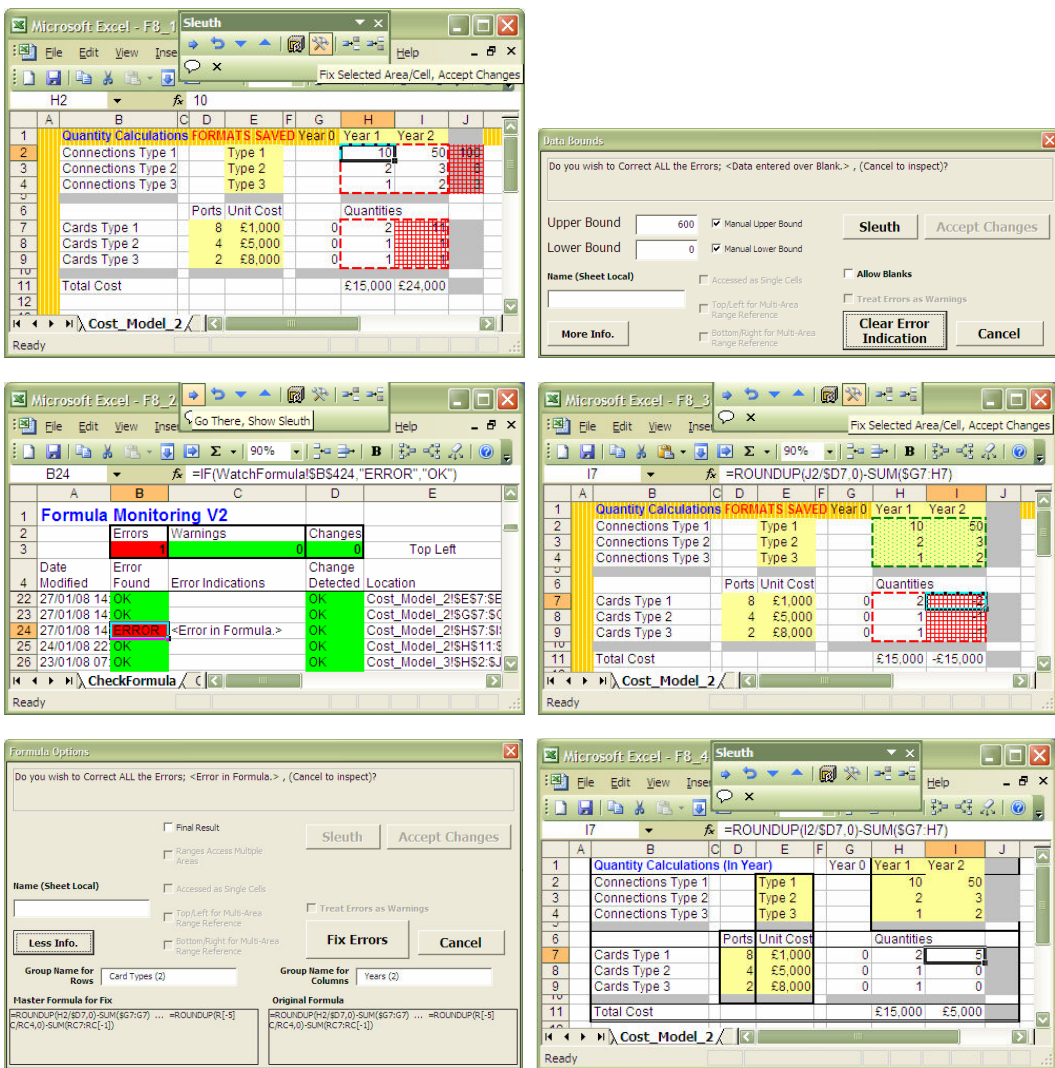 Microsoft Excel - F8_1
Sleuth
File Edit View Inse Help
Fix Selected Area/Cell, Accept Changes
H2 fx 10
A B C D E F G H I J
1 Quantity Calculations FORMATS SAVED Year 0 Year 1 Year 2
2 Connections Type 1 Type 1 10 50 100
3 Connections Type 2 Type 2 2 3
4 Connections Type 3 Type 3 1 2
6 Ports Unit Cost Quantities
7 Cards Type 1 8 £1,000 0 2 11
8 Cards Type 2 4 £5,000 0 1
9 Cards Type 3 2 £8,000 0 1
10
11 Total Cost £15,000 £24,000
12
Cost_Model_2
Ready
Data Bounds
Do you wish to Correct ALL the Errors; <Data entered over Blank.> , (Cancel to inspect)?
Upper Bound 600 Manual Upper Bound Sleuth Accept Changes
Lower Bound 0 Manual Lower Bound
Name (Sheet Local) Accessed as Single Cells Allow Blanks
Top/Left for Multi-Area Range Reference Treat Errors as Warnings
More Info. Bottom/Right for Multi-Area Range Reference Clear Error Indication Cancel
Microsoft Excel - F8_2
Go There, Show Sleuth
File Edit View Inser Help
90%
B24 fx =IF(WatchFormula!$B$424,"ERROR","OK")
A B C D E
1 Formula Monitoring V2
2 Errors Warnings Changes
3 1 0 0 Top Left
Date Error Change
4 Modified Found Error Indications Detected Location
22 27/01/08 14: OK OK Cost_Model_2!$E$7:$E
23 27/01/08 14: OK OK Cost_Model_2!$G$7:$G
24 27/01/08 14: ERROR <Error in Formula.> OK Cost_Model_2!$H$7:$I
25 24/01/08 22: OK OK Cost_Model_2!$H$11:$
26 23/01/08 07: OK OK Cost_Model_3!$H$2:$J
CheckFormula
Ready
Microsoft Excel - F8_3
File Edit View Inser
Fix Selected Area/Cell, Accept Changes
90%
I7 fx =ROUNDUP(J2/$D7,0)-SUM($G7:H7)
A B C D E F G H I J
1 Quantity Calculations FORMATS SAVED Year 0 Year 1 Year 2
2 Connections Type 1 Type 1 10 50
3 Connections Type 2 Type 2 2 3
4 Connections Type 3 Type 3 1 2
6 Ports Unit Cost Quantities
7 Cards Type 1 8 £1,000 0 2 -2
8 Cards Type 2 4 £5,000 0 1
9 Cards Type 3 2 £8,000 0 1
10
11 Total Cost £15,000 -£15,000
Cost_Model_2
Ready
Formula Options
Do you wish to Correct ALL the Errors; <Error in Formula.> , (Cancel to inspect)?
Final Result Sleuth Accept Changes
Ranges Access Multiple Areas
Name (Sheet Local) Accessed as Single Cells
Top/Left for Multi-Area Range Reference Treat Errors as Warnings
Less Info. Bottom/Right for Multi-Area Range Reference Fix Errors Cancel
Group Name for Rows Card Types (2) Group Name for Columns Years (2)
Master Formula for Fix Original Formula
=ROUNDUP(H2/$D7,0)-SUM($G7:G7) ... =ROUNDUP(R[-5] =ROUNDUP(H2/$D7,0)-SUM($G7:G7) ... =ROUNDUP(R[-5]
C/RC4,0)-SUM(RC7:RC[-1]) C/RC4,0)-SUM(RC7:RC[-1])
Microsoft Excel - F8_4
Sleuth
File Edit View Inser Help
I7 fx =ROUNDUP(I2/$D7,0)-SUM($G7:H7)
A B C D E F G H I J
1 Quantity Calculations (In Year) Year 0 Year 1 Year 2
2 Connections Type 1 Type 1 10 50
3 Connections Type 2 Type 2 2 3
4 Connections Type 3 Type 3 1 2
6 Ports Unit Cost Quantities
7 Cards Type 1 8 £1,000 0 2 5
8 Cards Type 2 4 £5,000 0 1 0
9 Cards Type 3 2 £8,000 0 1 0
10
11 Total Cost £15,000 £5,000
Cost_Model_2
Ready